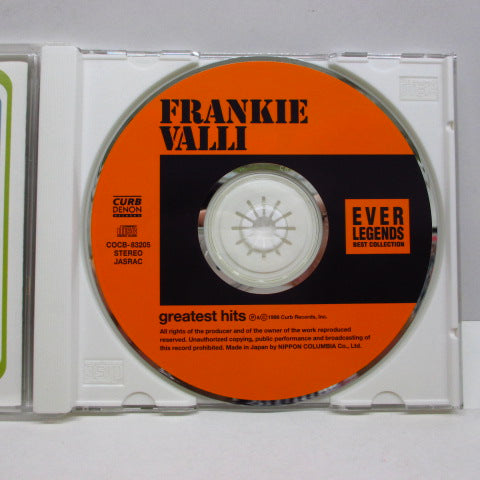 FRANKIE
VALLI
CURB
DENON
RECORDS
COCB-83205
STEREO
JASRAC
EVER
LEGENDS
BEST COLLECTION
greatest hits ℗&© 1996 Curb Records, Inc.
All rights of the producer and of the owner of the work reproduced
reserved. Unauthorized copying, public performance and broadcasting of
this record prohibited. Made in Japan by NIPPON COLUMBIA Co., Ltd.